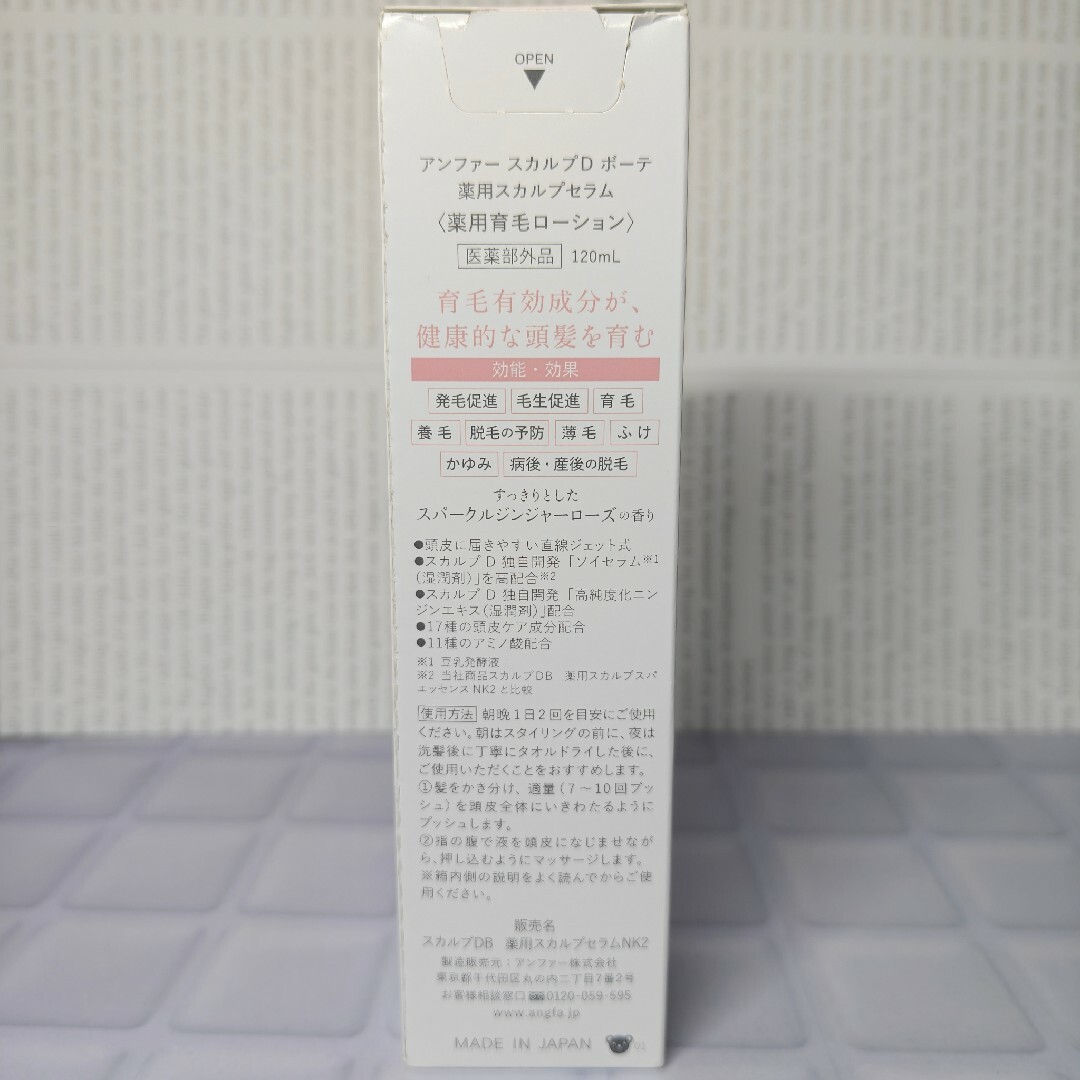 OPEN
アンファー スカルプD ボーテ
薬用スカルプセラム
〈薬用育毛ローション〉
医薬部外品 120mL
育毛有効成分が、
健康的な頭髪を育む
効能・効果
発毛促進 毛生促進 育毛
養毛 脱毛の予防 薄毛 ふけ
かゆみ 病後・産後の脱毛
すっきりとした
スパークルジンジャーローズの香り
●頭皮に届きやすい直線ジェット式
●スカルプD 独自開発「ソイセラム※1
(湿潤剤)」を高配合※2
●スカルプD 独自開発「高純度化ニン
ジンエキス(湿潤剤)」配合
●17種の頭皮ケア成分配合
●11種のアミノ酸配合
※1 豆乳発酵液
※2 当社商品スカルプDB 薬用スカルプスパ
エッセンス NK2 と比較
使用方法 朝晩1日2回を目安にご使用
ください。朝はスタイリングの前に、夜は
洗髪後に丁寧にタオルドライした後に、
ご使用いただくことをおすすめします。
①髪をかき分け、適量(7〜10回プッ
シュ)を頭皮全体にいきわたるように
プッシュします。
②指の腹で液を頭皮になじませなが
ら、押し込むようにマッサージします。
※箱内側の説明をよく読んでからご使
用ください。
販売名
スカルプDB 薬用スカルプセラムNK2
製造販売元:アンファー株式会社
東京都千代田区丸の内二丁目7番2号
お客様相談窓口 0120-059-595
www.angfa.jp
MADE IN JAPAN